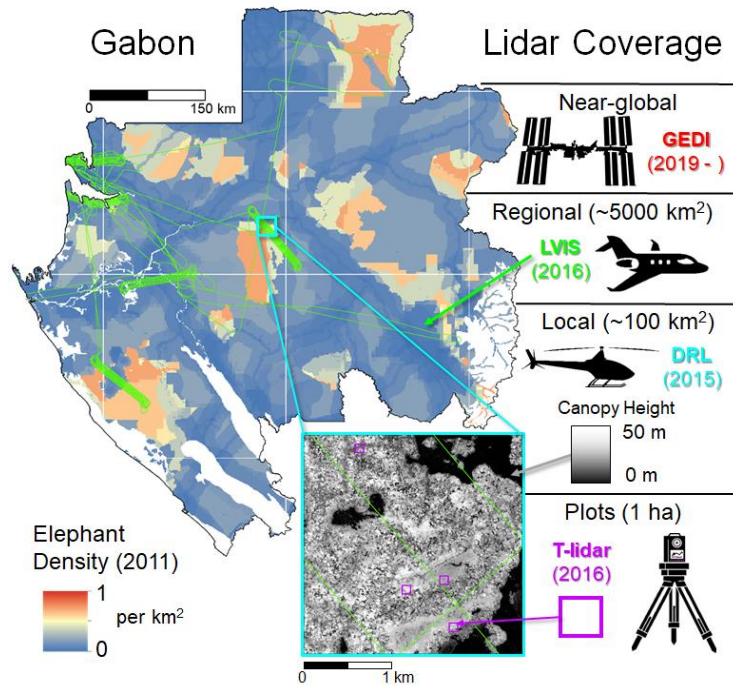 Gabon
0 150 km
Lidar Coverage
Near-global
GEDI
(2019 - )
Regional (~5000 km²)
LVIS
(2016)
Local (~100 km²)
DRL
(2015)
Canopy Height
50 m
0 m
Plots (1 ha)
T-lidar
(2016)
Elephant
Density (2011)
1
per km²
0
0 1 km